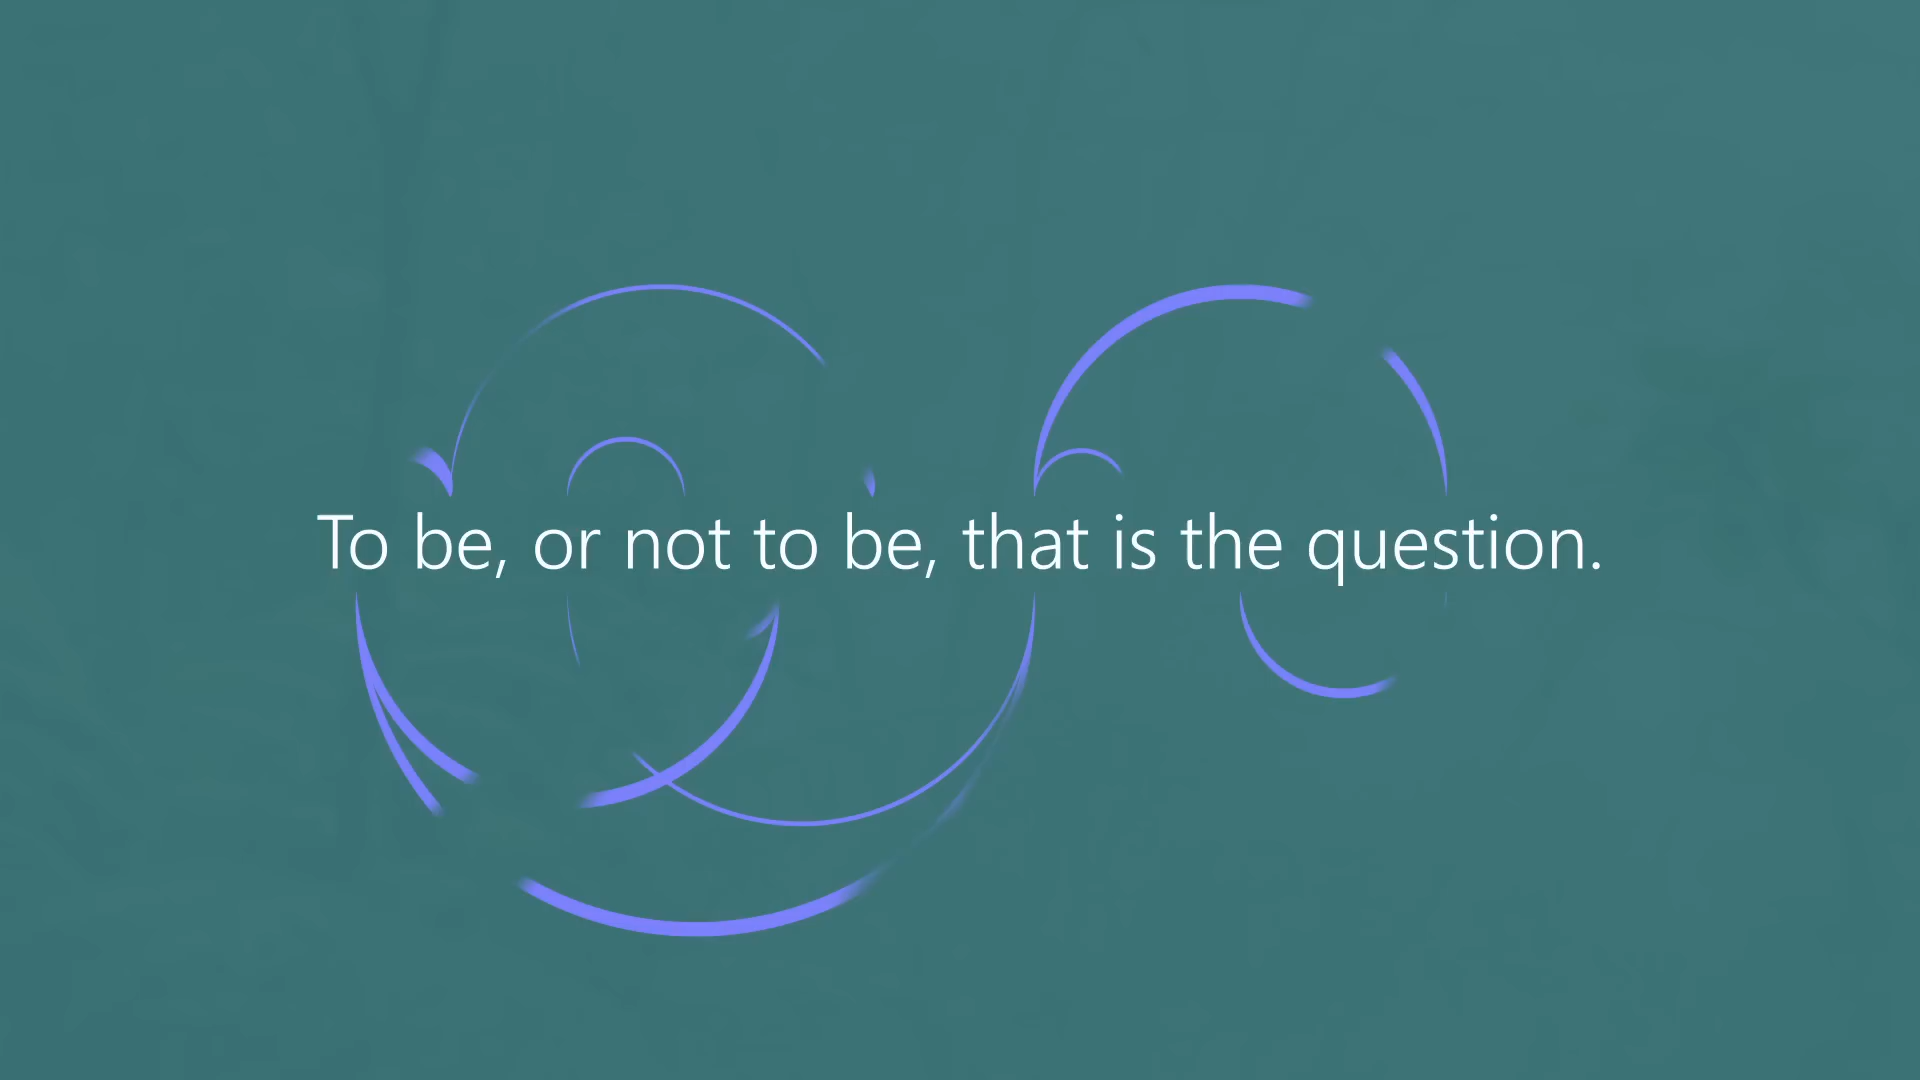 To be, or not to be, that is the question.